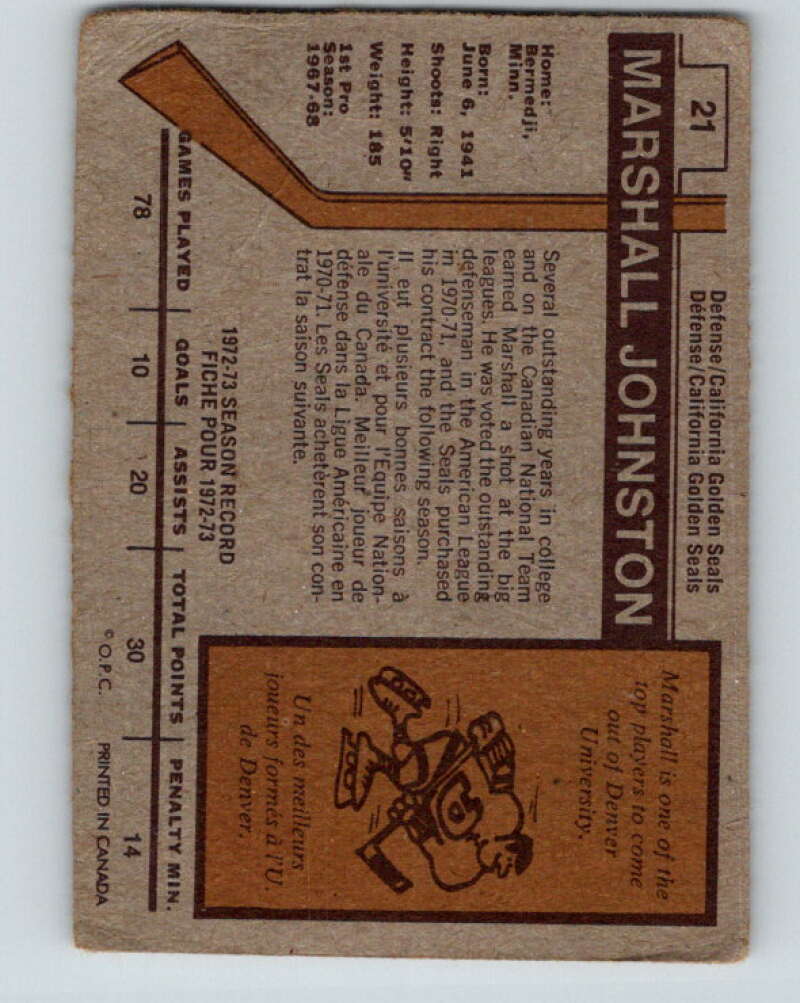 21
Defense/California Golden Seals
Défense/California Golden Seals
MARSHALL JOHNSTON
Home:
Bermedji,
Minn.
Born:
June 6, 1941
Shoots: Right
Height: 5'10"
Weight: 185
1st Pro
Season:
1967-68
Several outstanding years in college
and on the Canadian National Team
earned Marshall a shot at the big
leagues. He was voted the outstanding
defenseman in the American League
in 1970-71, and the Seals purchased
his contract the following season.
Il eut plusieurs bonnes saisons à
l'université et pour l'Equipe Nation-
ale du Canada. Meilleur joueur de
défense dans la Ligue Américaine en
1970-71. Les Seals achetèrent son con-
trat la saison suivante.
Marshall is one of the
top players to come
out of Denver
University.
Un des meilleurs
joueurs formés à l'U.
de Denver.
1972-73 SEASON RECORD
FICHE POUR 1972-73
GAMES PLAYED GOALS ASSISTS TOTAL POINTS PENALTY MIN.
78 10 20 30 14
© O.P.C. PRINTED IN CANADA